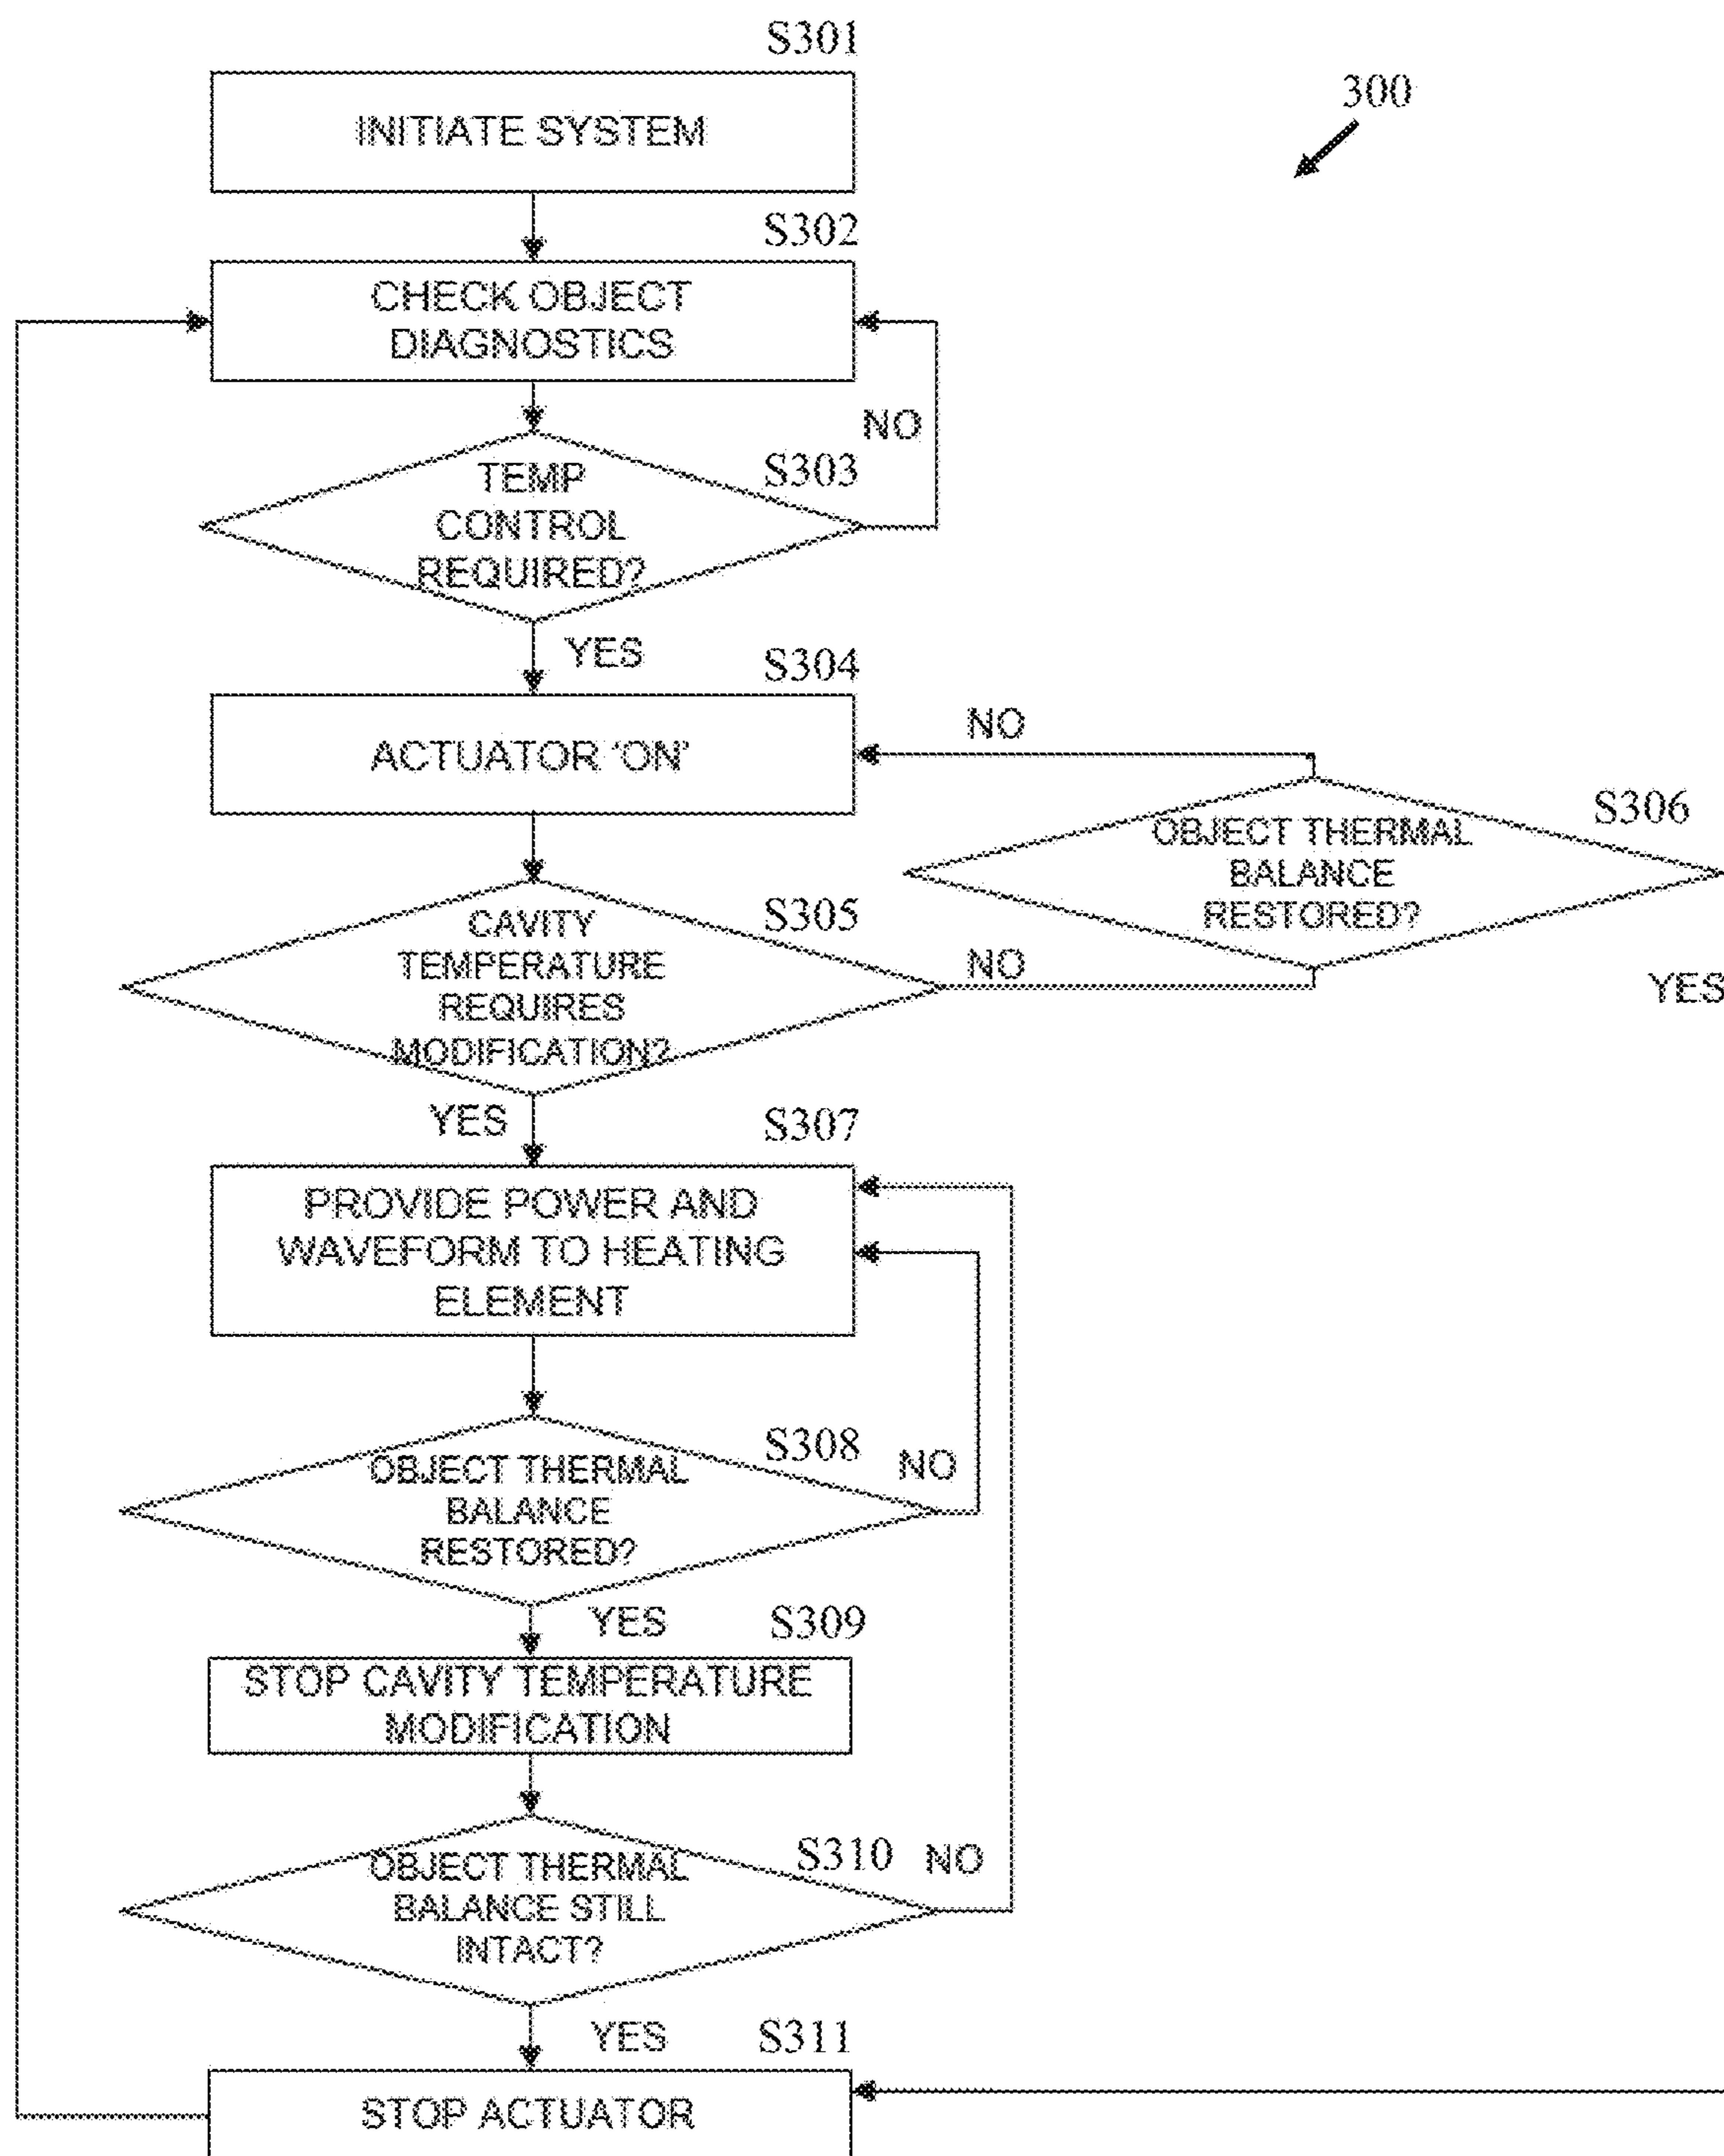 S301
300
INITIATE SYSTEM
S302
CHECK OBJECT
DIAGNOSTICS
NO
S303
TEMP
CONTROL
REQUIRED?
YES
S304
ACTUATOR 'ON'
NO
S306
OBJECT THERMAL
BALANCE
RESTORED?
YES
S305
CAVITY
TEMPERATURE
REQUIRES
MODIFICATION?
NO
YES
S307
PROVIDE POWER AND
WAVEFORM TO HEATING
ELEMENT
S308
OBJECT THERMAL
BALANCE
RESTORED?
NO
YES
S309
STOP CAVITY TEMPERATURE
MODIFICATION
S310
OBJECT THERMAL
BALANCE STILL
INTACT?
NO
YES
S311
STOP ACTUATOR